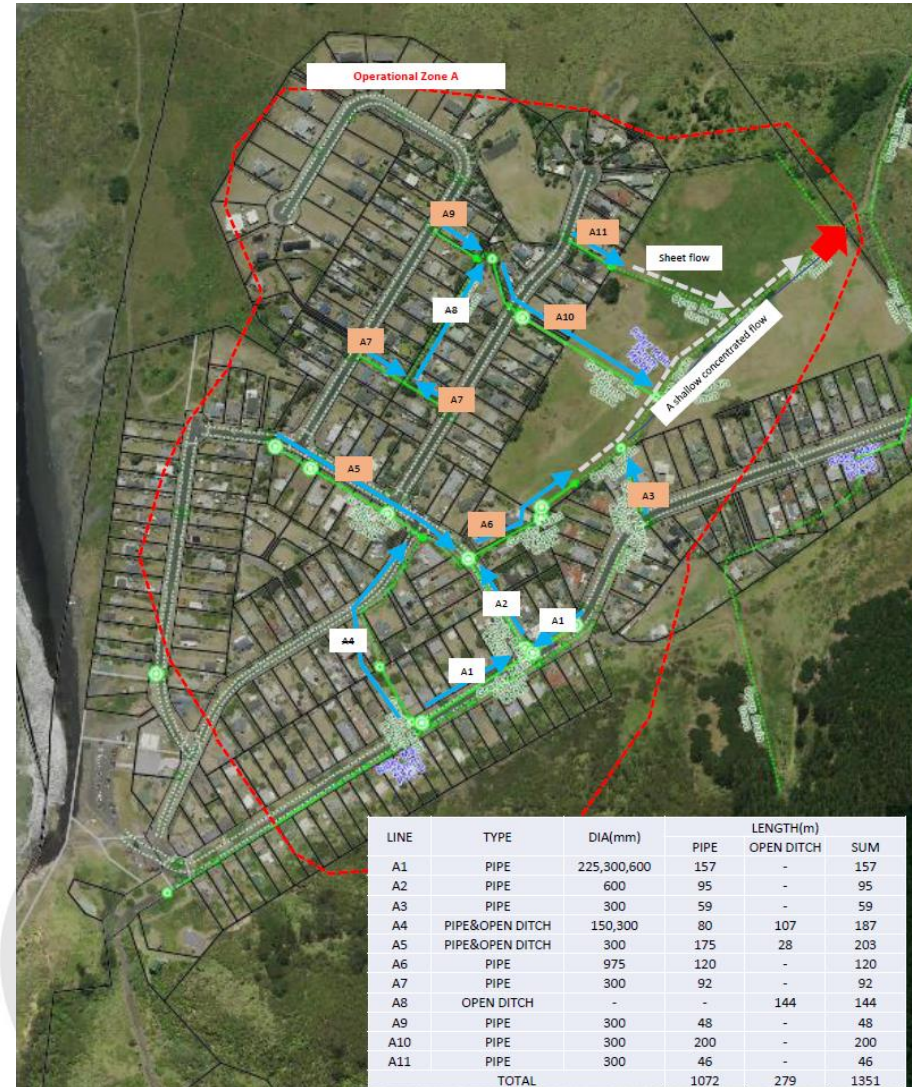 Operational Zone A
A9
A11
Sheet flow
A8
A10
A7
A7
A shallow concentrated flow
A5
A6
A3
A2
A1
A4
A1
LINE TYPE DIA(mm) LENGTH(m)
PIPE OPEN DITCH SUM
A1 PIPE 225,300,600 157 - 157
A2 PIPE 600 95 - 95
A3 PIPE 300 59 - 59
A4 PIPE&OPEN DITCH 150,300 80 107 187
A5 PIPE&OPEN DITCH 300 175 28 203
A6 PIPE 975 120 - 120
A7 PIPE 300 92 - 92
A8 OPEN DITCH - - 144 144
A9 PIPE 300 48 - 48
A10 PIPE 300 200 - 200
A11 PIPE 300 46 - 46
TOTAL 1072 279 1351